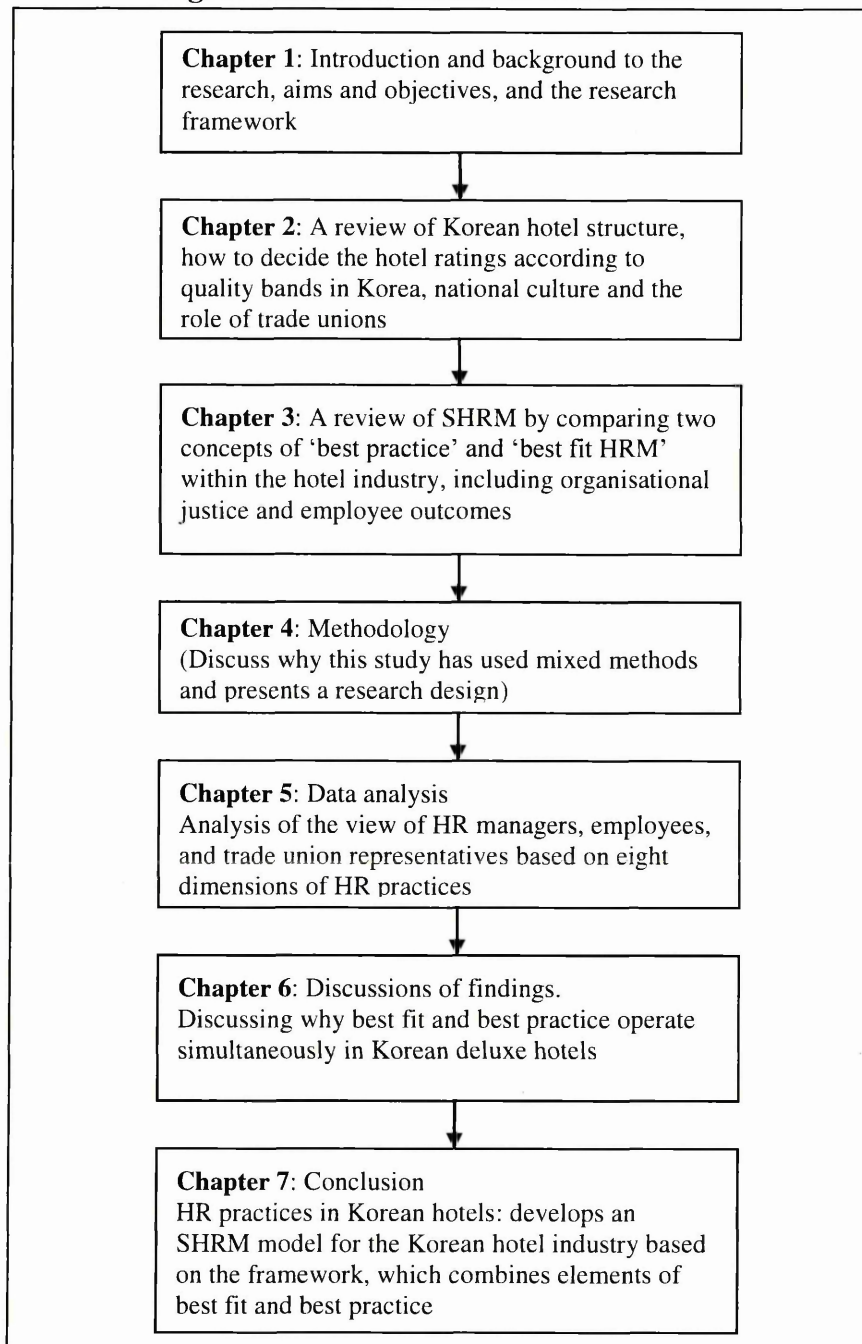 Chapter 1: Introduction and background to the
research, aims and objectives, and the research
framework
Chapter 2: A review of Korean hotel structure,
how to decide the hotel ratings according to
quality bands in Korea, national culture and the
role of trade unions
Chapter 3: A review of SHRM by comparing two
concepts of ‘best practice’ and ‘best fit HRM’
within the hotel industry, including organisational
justice and employee outcomes
Chapter 4: Methodology
(Discuss why this study has used mixed methods
and presents a research design)
Chapter 5: Data analysis
Analysis of the view of HR managers, employees,
and trade union representatives based on eight
dimensions of HR practices
Chapter 6: Discussions of findings.
Discussing why best fit and best practice operate
simultaneously in Korean deluxe hotels
Chapter 7: Conclusion
HR practices in Korean hotels: develops an
SHRM model for the Korean hotel industry based
on the framework, which combines elements of
best fit and best practice